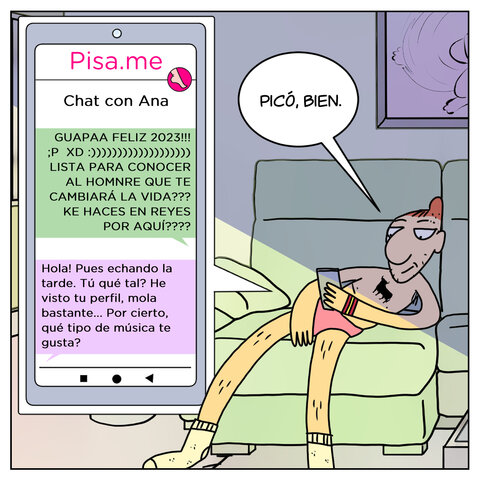 Pisa.me
Chat con Ana
GUAPAA FELIZ 2023!!!
;P  XD :)))))))))))))))))))
LISTA PARA CONOCER
AL HOMNRE QUE TE
CAMBIARÁ LA VIDA???
KE HACES EN REYES
POR AQUÍ????
Hola! Pues echando la
tarde. Tú qué tal? He
visto tu perfil, mola
bastante... Por cierto,
qué tipo de música te
gusta?
PICÓ, BIEN.